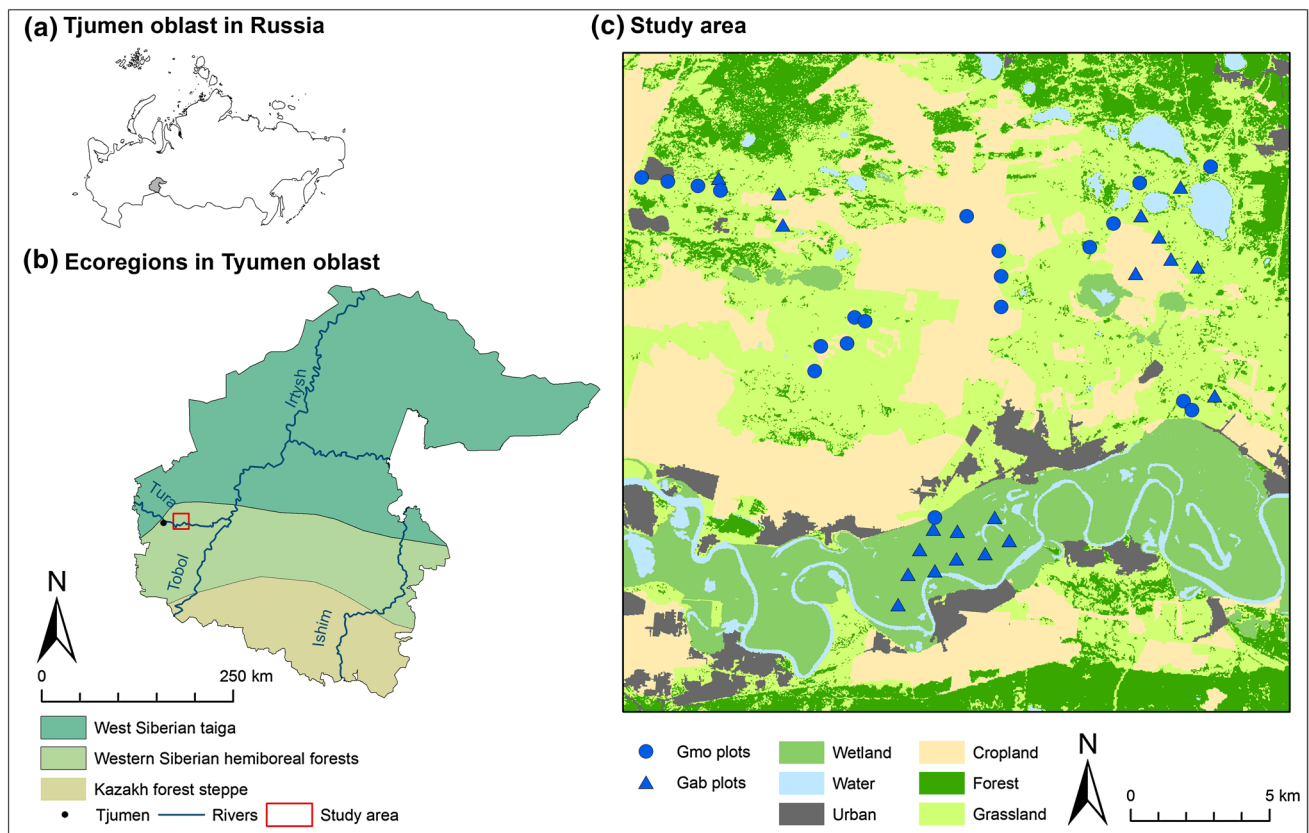 (a) Tjumen oblast in Russia
(b) Ecoregions in Tyumen oblast
Irtysh
Tura
Tobol
Ishim
N
0 250 km
West Siberian taiga
Western Siberian hemiboreal forests
Kazakh forest steppe
Tjumen Rivers Study area
(c) Study area
Gmo plots Wetland Cropland
Gab plots Water Forest
Urban Grassland
N
0 5 km